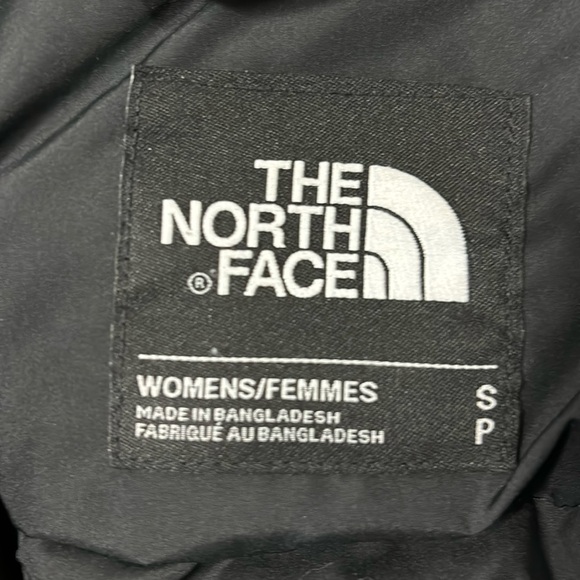 THE
NORTH
® FACE
WOMENS/FEMMES S
MADE IN BANGLADESH
FABRIQUÉ AU BANGLADESH P